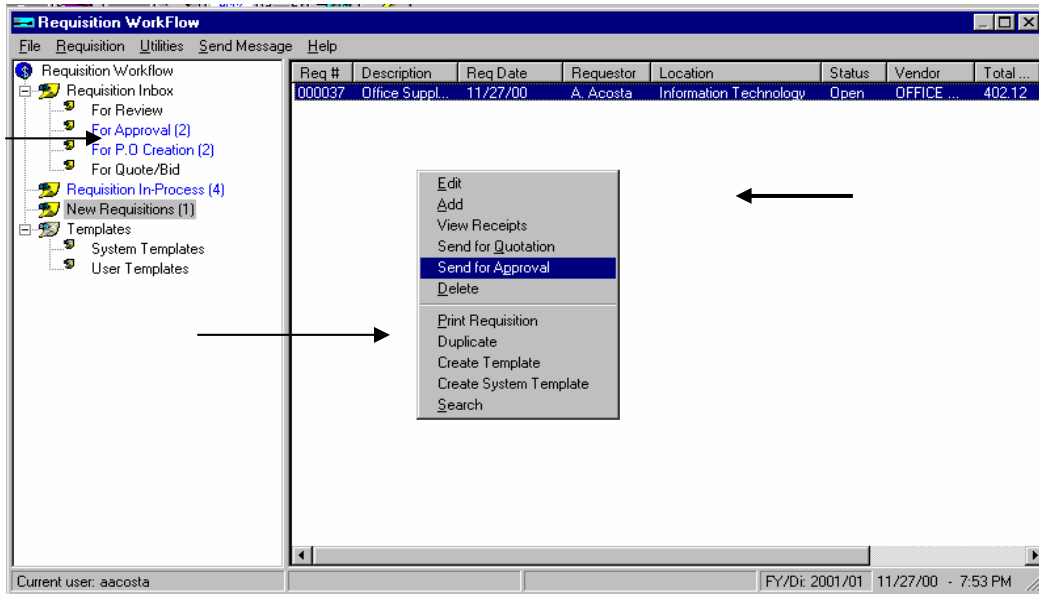 Requisition WorkFlow
File Requisition Utilities Send Message Help
Requisition Workflow
Requisition Inbox
For Review
For Approval (2)
For P.O Creation (2)
For Quote/Bid
Requisition In-Process (4)
New Requisitions (1)
Templates
System Templates
User Templates
Req # Description Req Date Requestor Location Status Vendor Total ...
000037 Office Suppl... 11/27/00 A. Acosta Information Technology Open OFFICE ... 402.12
Edit
Add
View Receipts
Send for Quotation
Send for Approval
Delete
Print Requisition
Duplicate
Create Template
Create System Template
Search
Current user: aacosta FY/Di: 2001/01 11/27/00 - 7:53 PM